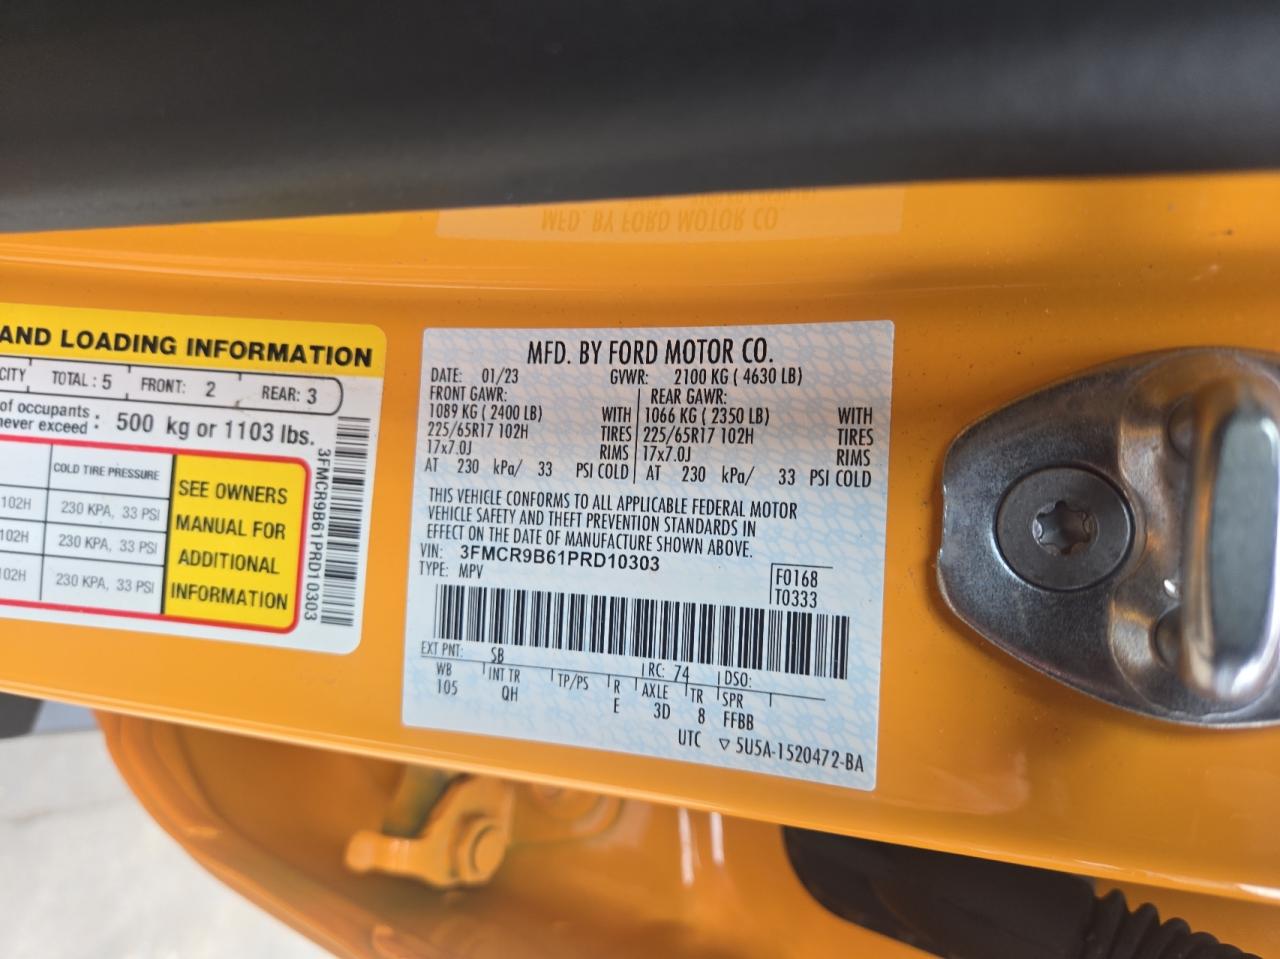 AND LOADING INFORMATION
CITY TOTAL : 5 FRONT: 2 REAR: 3
of occupants
never exceed : 500 kg or 1103 lbs.
COLD TIRE PRESSURE
102H 230 KPA, 33 PSI
102H 230 KPA, 33 PSI
102H 230 KPA, 33 PSI
SEE OWNERS
MANUAL FOR
ADDITIONAL
INFORMATION
3FMCR9B61PRD10303
MFD. BY FORD MOTOR CO.
MFD. BY FORD MOTOR CO.
DATE: 01/23 GVWR: 2100 KG ( 4630 LB)
FRONT GAWR: REAR GAWR:
1089 KG ( 2400 LB) WITH 1066 KG ( 2350 LB) WITH
225/65R17 102H TIRES 225/65R17 102H TIRES
17x7.0J RIMS 17x7.0J RIMS
AT 230 kPa/ 33 PSI COLD AT 230 kPa/ 33 PSI COLD
THIS VEHICLE CONFORMS TO ALL APPLICABLE FEDERAL MOTOR
VEHICLE SAFETY AND THEFT PREVENTION STANDARDS IN
EFFECT ON THE DATE OF MANUFACTURE SHOWN ABOVE.
VIN: 3FMCR9B61PRD10303
TYPE: MPV
F0168
T0333
EXT PNT: SB RC: 74 DSO:
WB INT TR TP/PS R AXLE TR SPR
105 QH E 3D 8 FFBB
UTC ▽ 5U5A-1520472-BA